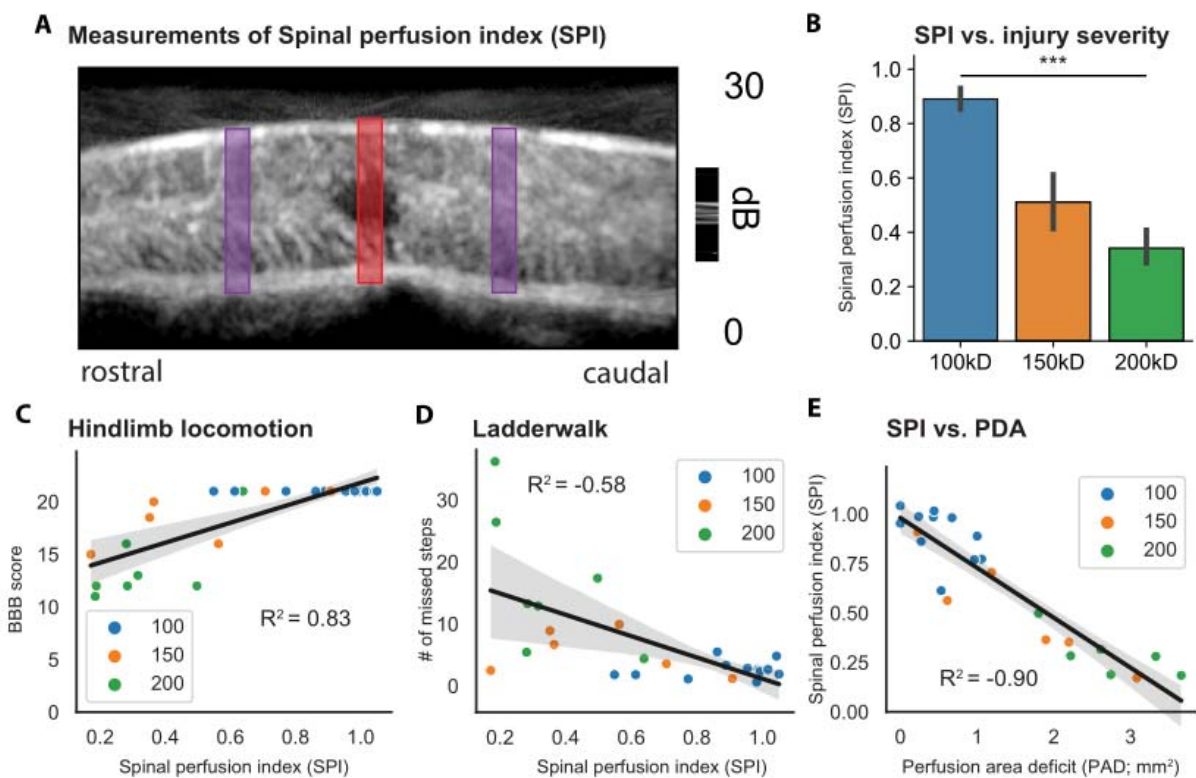 A Measurements of Spinal perfusion index (SPI)
30
dB
0
rostral
caudal
B SPI vs. injury severity
***
Spinal perfusion index (SPI)
1.0
0.8
0.6
0.4
0.2
0.0
100kD 150kD 200kD
C Hindlimb locomotion
BBB score
20
15
10
0
100
150
200
R² = 0.83
0.2 0.4 0.6 0.8 1.0
Spinal perfusion index (SPI)
D Ladderwalk
# of missed steps
30
20
10
0
R² = -0.58
100
150
200
0.2 0.4 0.6 0.8 1.0
Spinal perfusion index (SPI)
E SPI vs. PDA
Spinal perfusion index (SPI)
1.00
0.75
0.50
0.25
0.00
100
150
200
R² = -0.90
0 1 2 3
Perfusion area deficit (PAD; mm²)